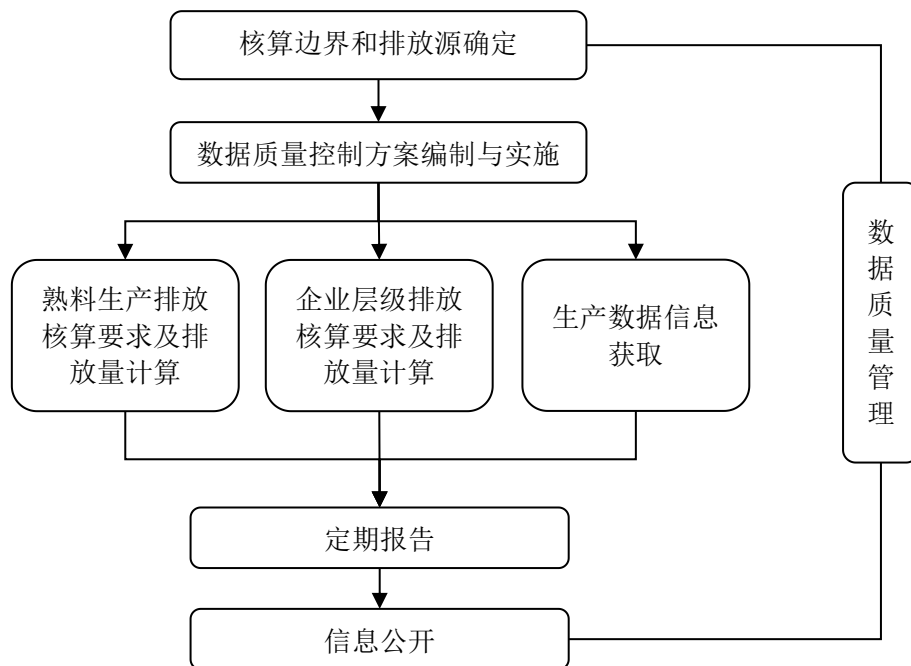 核算边界和排放源确定
数据质量控制方案编制与实施
熟料生产排放
核算要求及排
放量计算
企业层级排放
核算要求及排
放量计算
生产数据信息
获取
数
据
质
量
管
理
定期报告
信息公开